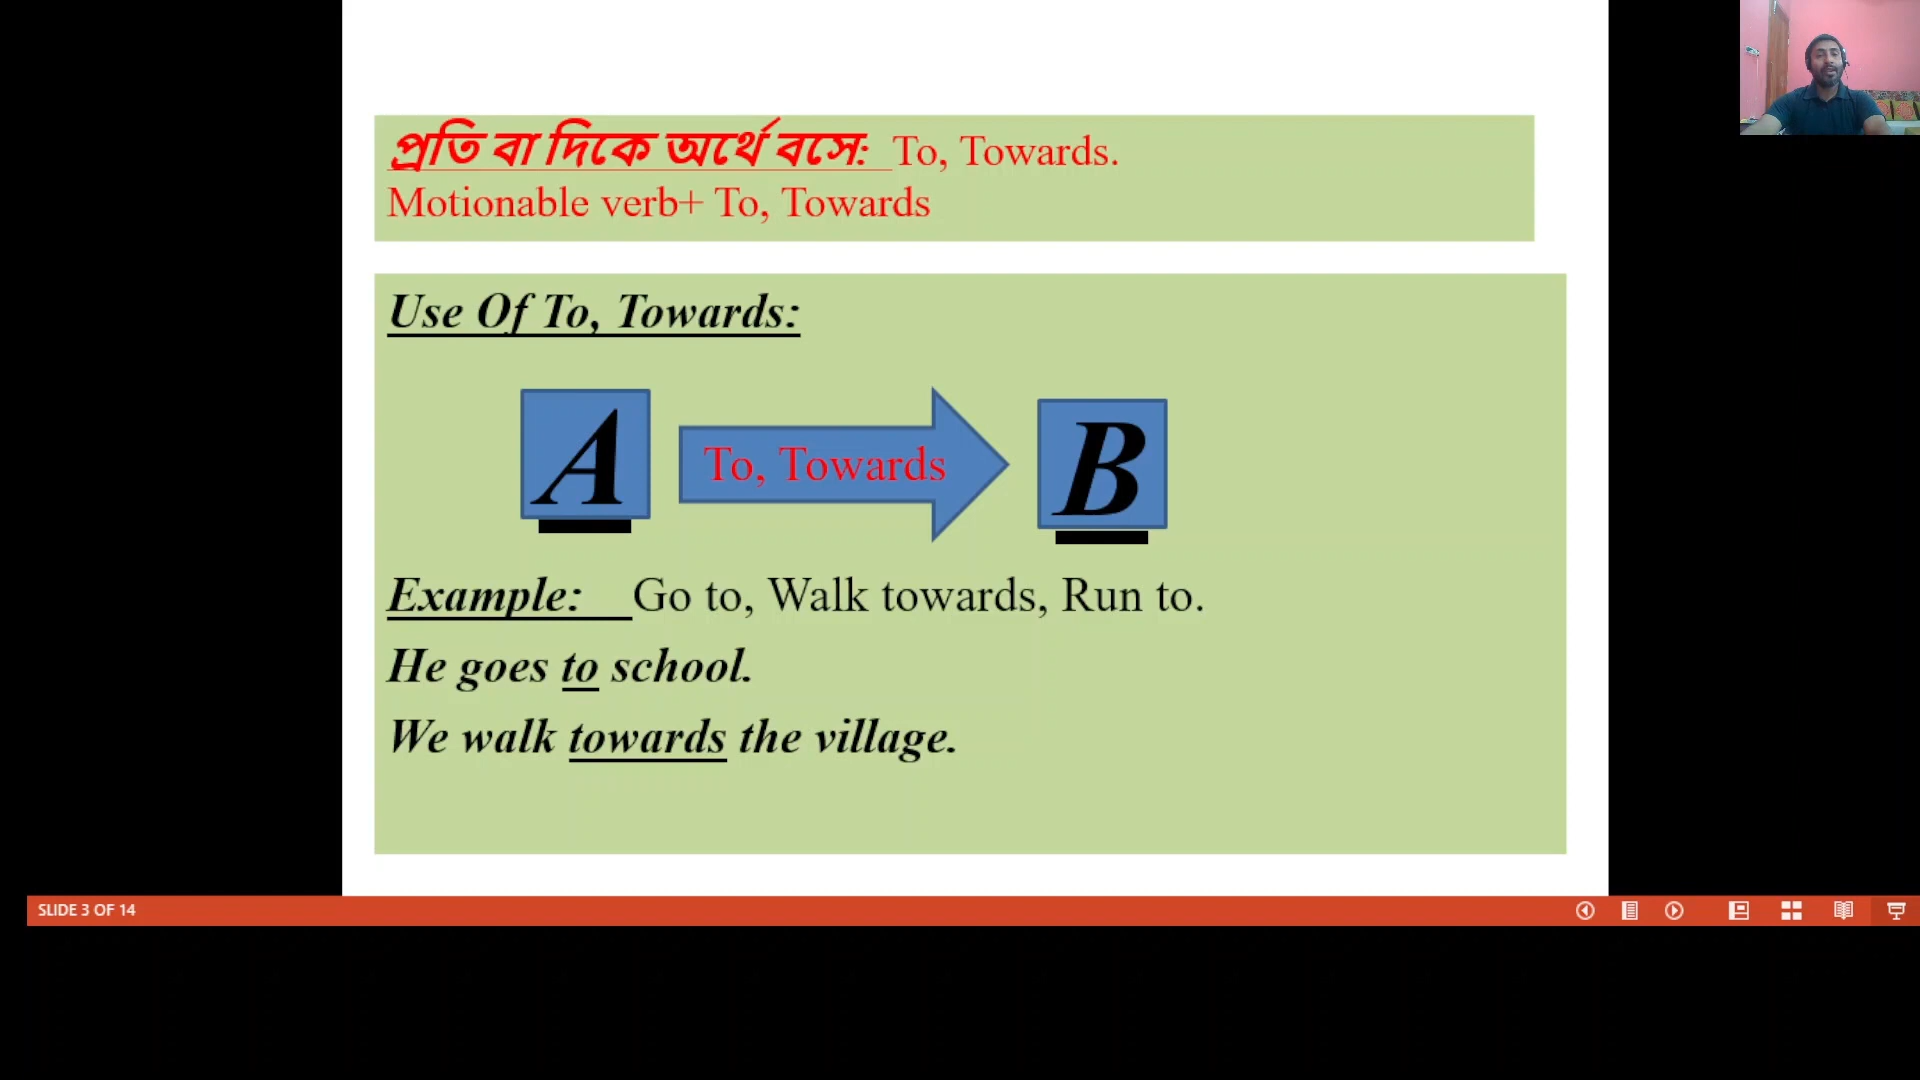 প্রতি বা দিকে অর্থে বসে: To, Towards.
Motionable verb+ To, Towards
Use Of To, Towards:
A
To, Towards
B
Example: Go to, Walk towards, Run to.
He goes to school.
We walk towards the village.
SLIDE 3 OF 14